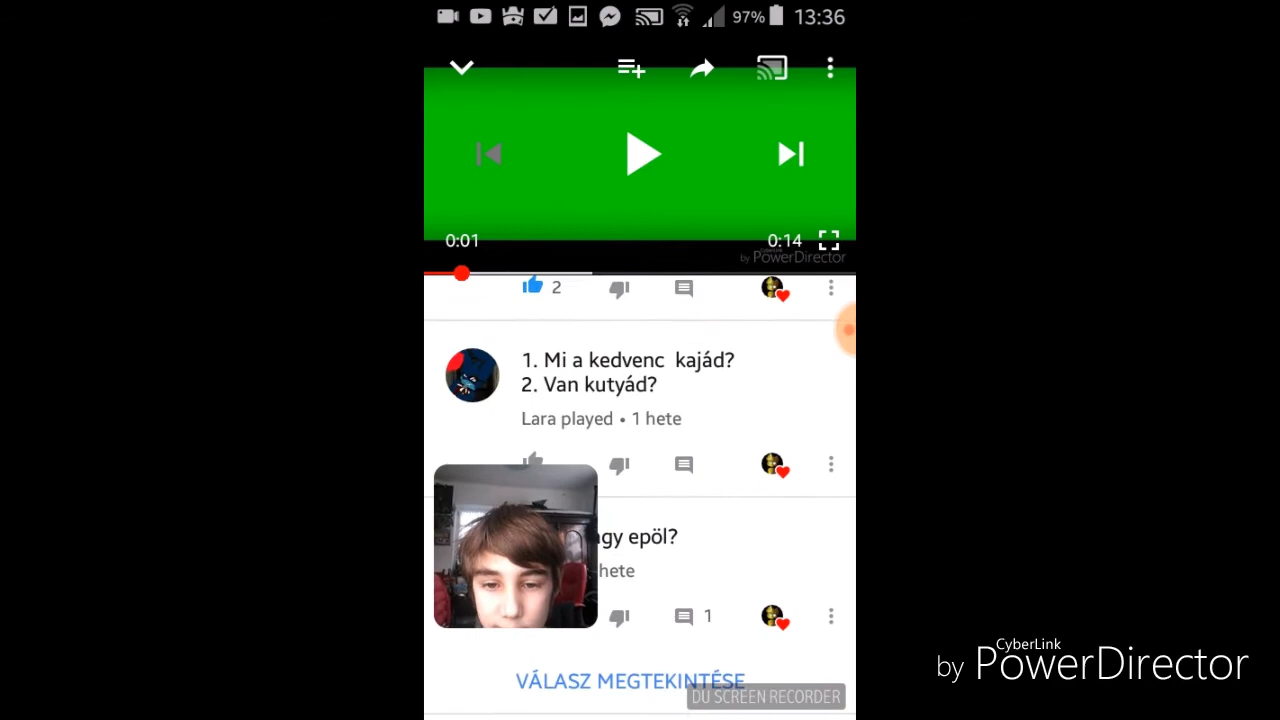 97% 13:36
0:01
0:14
CyberLink
by PowerDirector
2
1. Mi a kedvenc kajád?
2. Van kutyád?
Lara played • 1 hete
epöl?
hete
1
VÁLASZ MEGTEKINTÉSE
DU SCREEN RECORDER
CyberLink
by PowerDirector